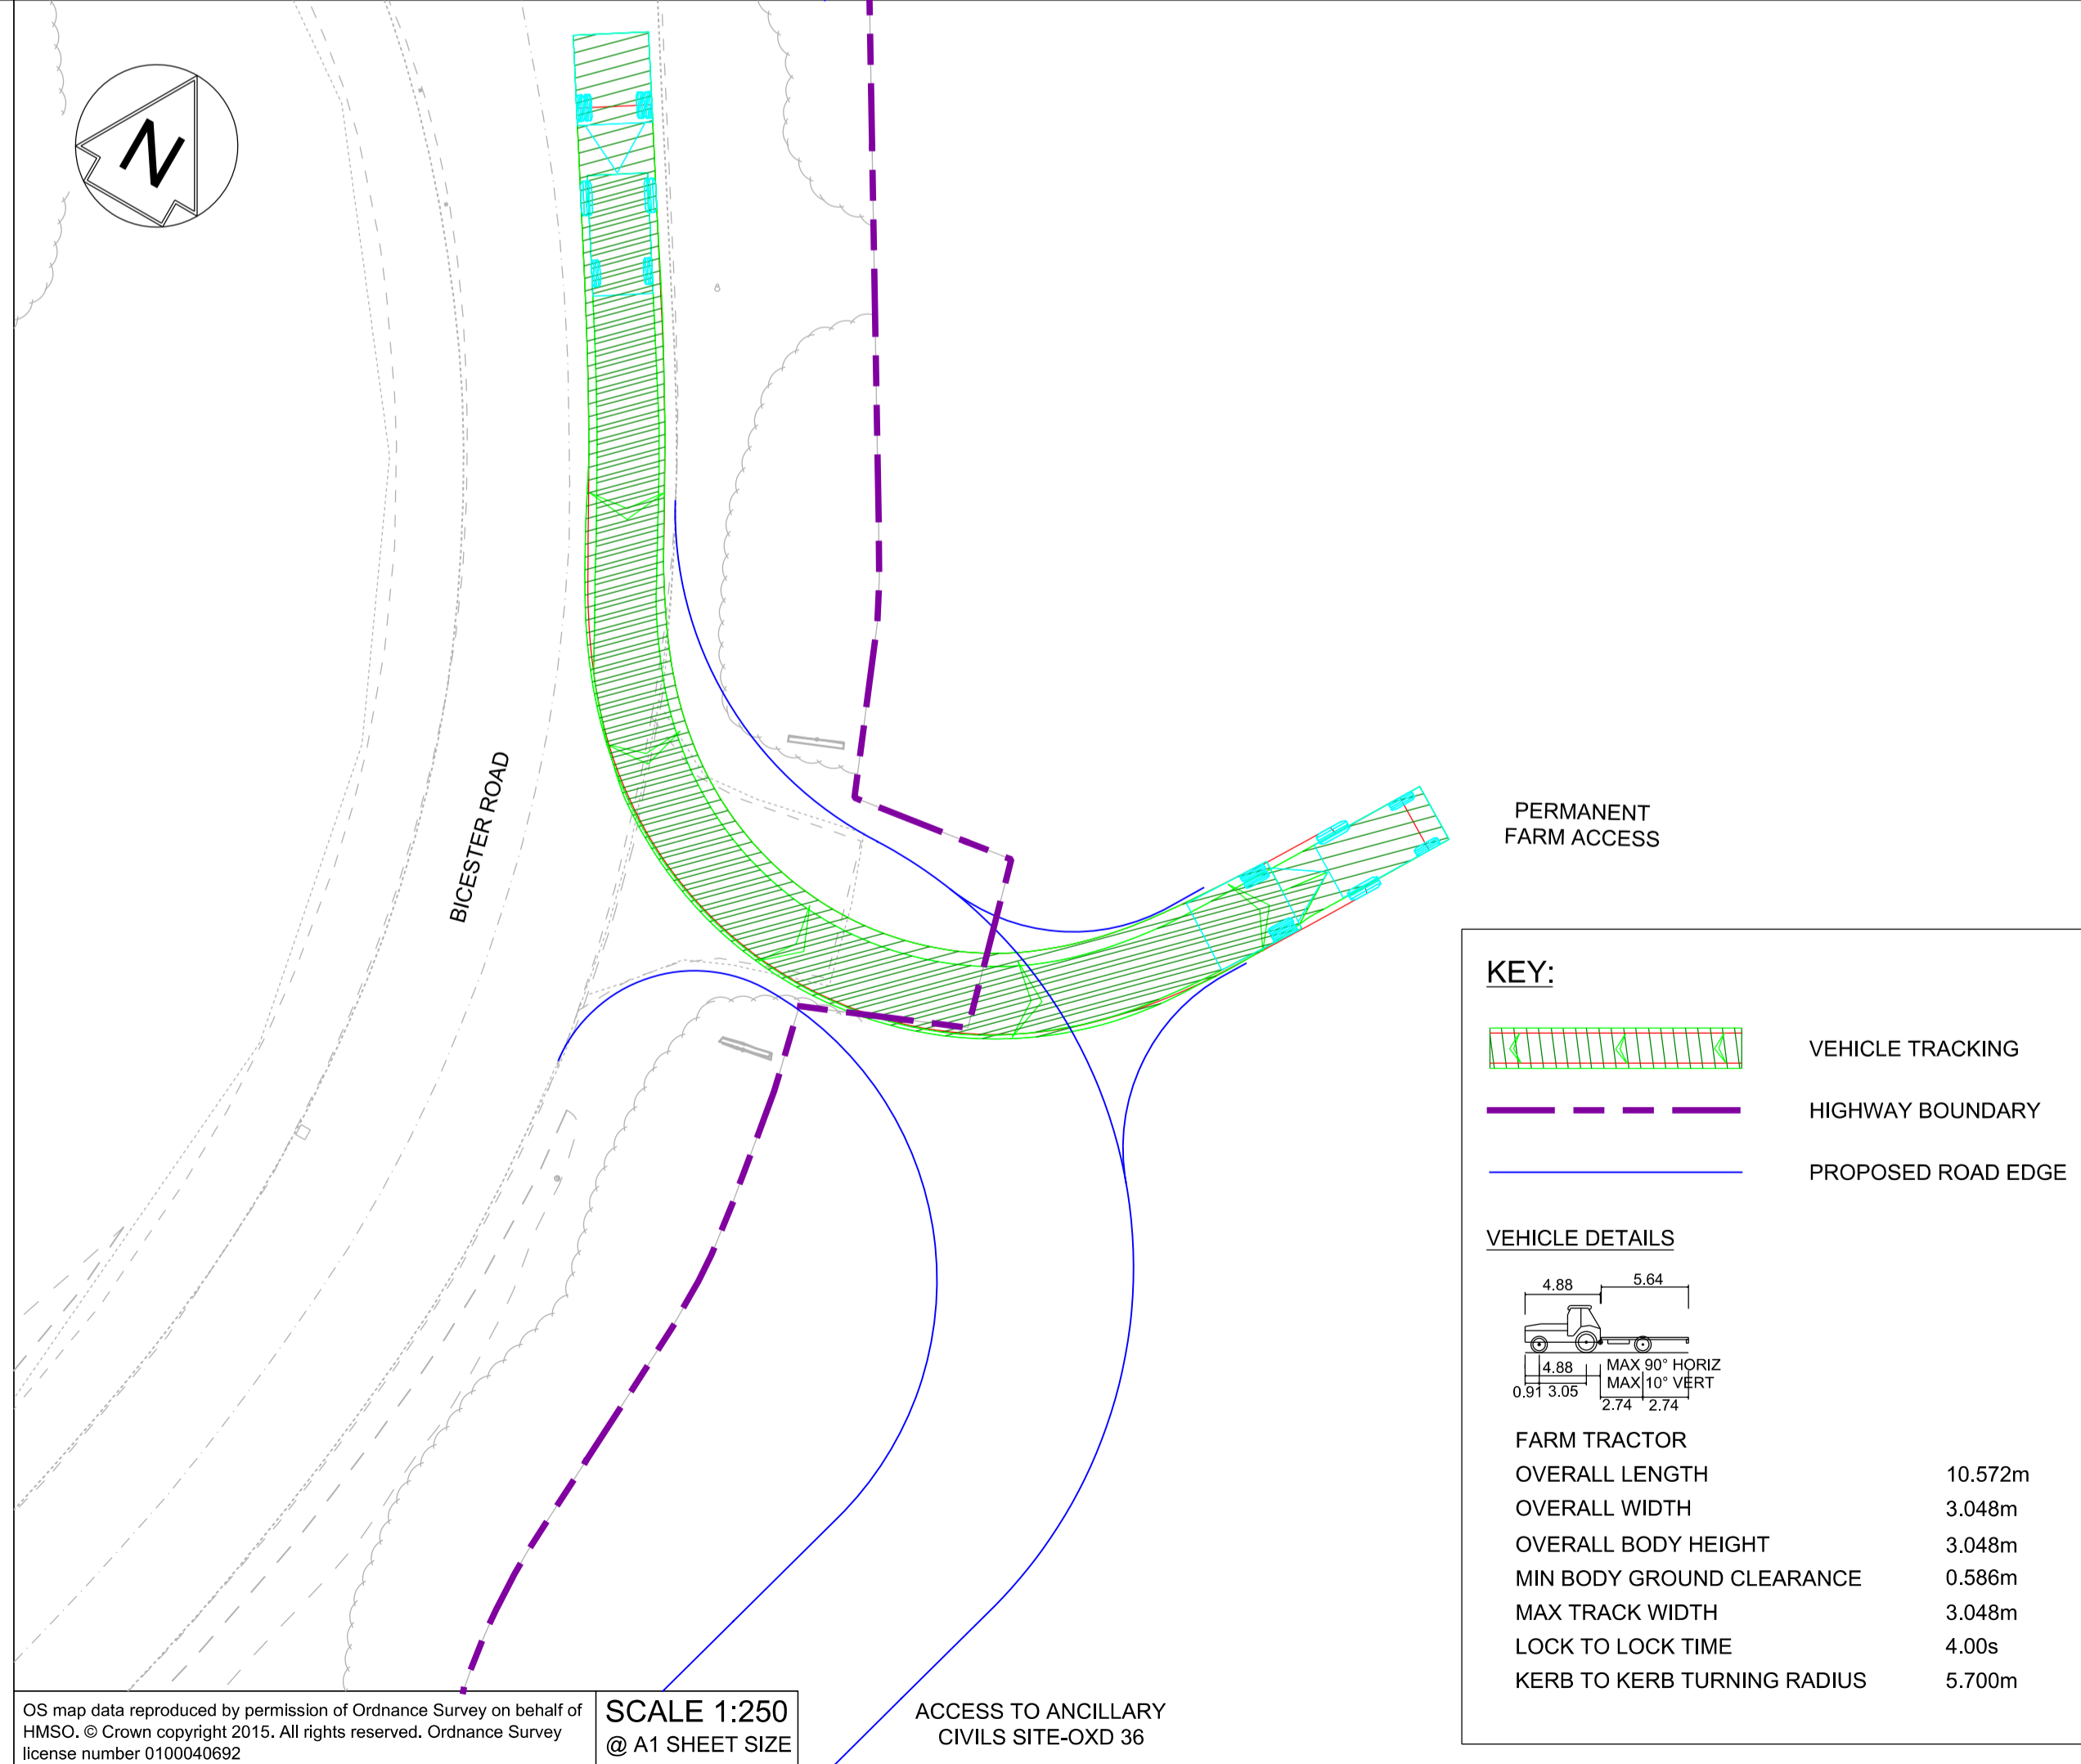 N
BICESTER ROAD
PERMANENT
FARM ACCESS
KEY:
VEHICLE TRACKING
HIGHWAY BOUNDARY
PROPOSED ROAD EDGE
VEHICLE DETAILS
4.88 5.64
4.88 MAX 90° HORIZ
0.91 3.05 MAX 10° VERT
2.74 2.74
FARM TRACTOR
OVERALL LENGTH 10.572m
OVERALL WIDTH 3.048m
OVERALL BODY HEIGHT 3.048m
MIN BODY GROUND CLEARANCE 0.586m
MAX TRACK WIDTH 3.048m
LOCK TO LOCK TIME 4.00s
KERB TO KERB TURNING RADIUS 5.700m
OS map data reproduced by permission of Ordnance Survey on behalf of
HMSO. © Crown copyright 2015. All rights reserved. Ordnance Survey
license number 0100040692
SCALE 1:250
@ A1 SHEET SIZE
ACCESS TO ANCILLARY
CIVILS SITE-OXD 36